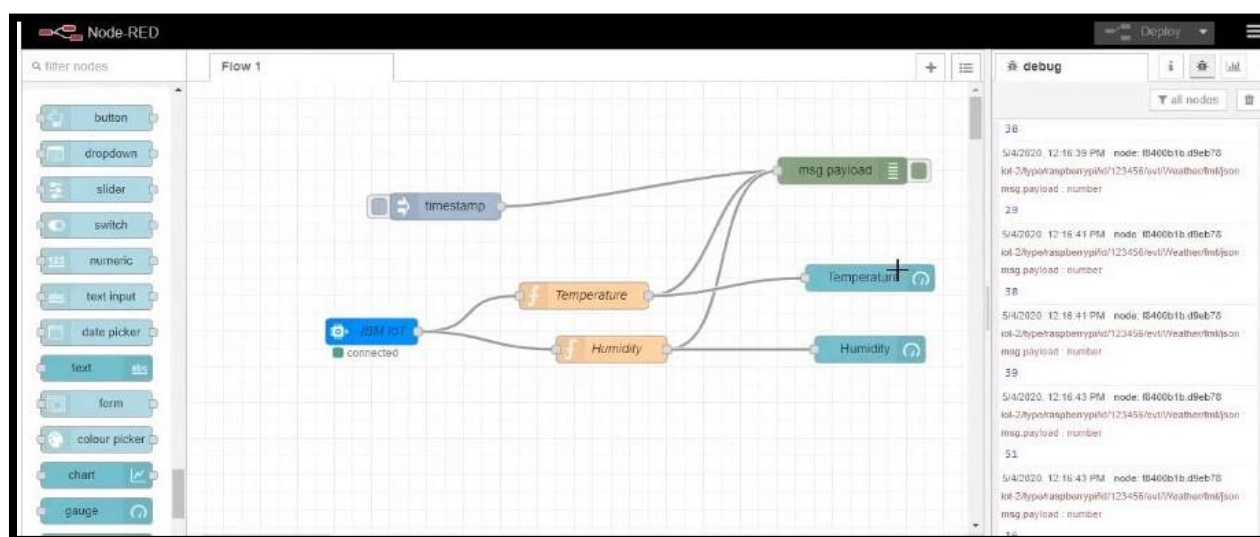 Node-RED
Deploy
filter nodes
Flow 1
debug
i
all nodes
button
dropdown
slider
switch
numeric
text input
date picker
text
form
colour picker
chart
gauge
timestamp
msg.payload
Temperature
Temperature
IBM IoT
connected
Humidity
Humidity
38
5/4/2020, 12:16:39 PM node: f8400b1b.d9eb78
iot-2/type/raspberrypi/id/123456/evt/Weather/fmt/json :
msg.payload : number
29
5/4/2020, 12:16:41 PM node: f8400b1b.d9eb78
iot-2/type/raspberrypi/id/123456/evt/Weather/fmt/json :
msg.payload : number
38
5/4/2020, 12:16:41 PM node: f8400b1b.d9eb78
iot-2/type/raspberrypi/id/123456/evt/Weather/fmt/json :
msg.payload : number
39
5/4/2020, 12:16:43 PM node: f8400b1b.d9eb78
iot-2/type/raspberrypi/id/123456/evt/Weather/fmt/json :
msg.payload : number
51
5/4/2020, 12:16:43 PM node: f8400b1b.d9eb78
iot-2/type/raspberrypi/id/123456/evt/Weather/fmt/json :
msg.payload : number